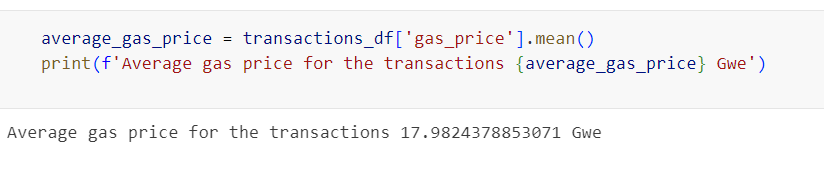 average_gas_price = transactions_df['gas_price'].mean()
print(f'Average gas price for the transactions {average_gas_price} Gwe')
Average gas price for the transactions 17.9824378853071 Gwe